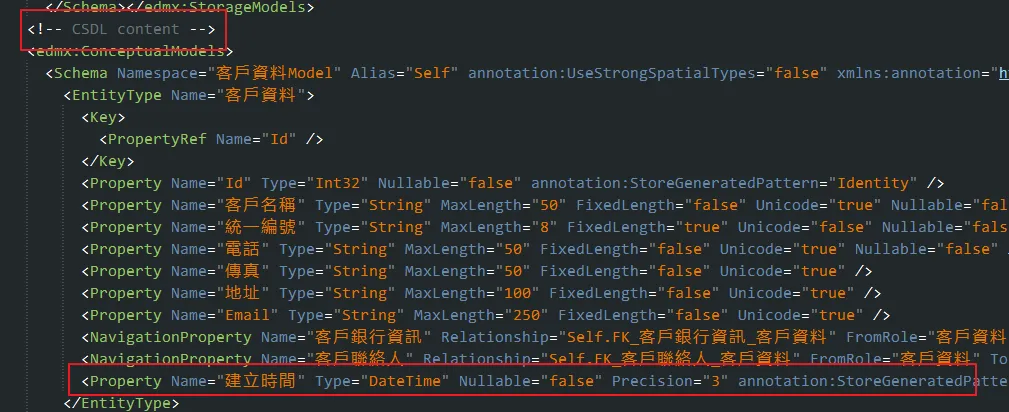 </Schema></edmx:StorageModels>
<!-- CSDL content -->
<edmx:ConceptualModels>
<Schema Namespace="客戶資料Model" Alias="Self" annotation:UseStrongSpatialTypes="false" xmlns:annotation="h
<EntityType Name="客戶資料">
<Key>
<PropertyRef Name="Id" />
</Key>
<Property Name="Id" Type="Int32" Nullable="false" annotation:StoreGeneratedPattern="Identity" />
<Property Name="客戶名稱" Type="String" MaxLength="50" FixedLength="false" Unicode="true" Nullable="fal
<Property Name="統一編號" Type="String" MaxLength="8" FixedLength="true" Unicode="false" Nullable="fals
<Property Name="電話" Type="String" MaxLength="50" FixedLength="false" Unicode="true" Nullable="false"
<Property Name="傳真" Type="String" MaxLength="50" FixedLength="false" Unicode="true" />
<Property Name="地址" Type="String" MaxLength="100" FixedLength="false" Unicode="true" />
<Property Name="Email" Type="String" MaxLength="250" FixedLength="false" Unicode="true" />
<NavigationProperty Name="客戶銀行資訊" Relationship="Self.FK_客戶銀行資訊_客戶資料" FromRole="客戶資料
<NavigationProperty Name="客戶聯絡人" Relationship="Self.FK_客戶聯絡人_客戶資料" FromRole="客戶資料" To
<Property Name="建立時間" Type="DateTime" Nullable="false" Precision="3" annotation:StoreGeneratedPatte
</EntityType>